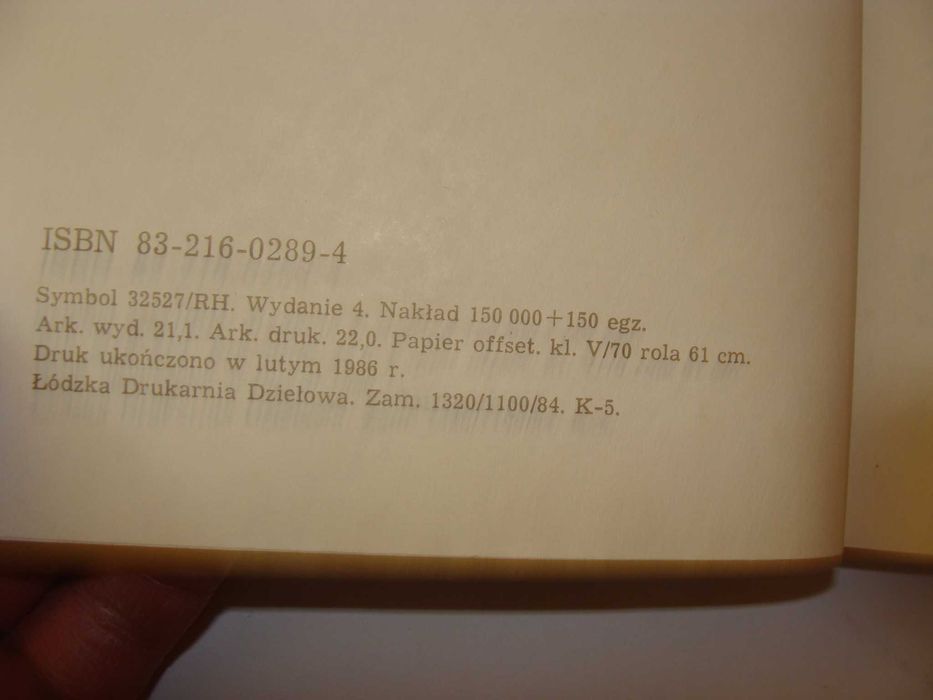 ISBN 83-216-0289-4
Symbol 32527/RH. Wydanie 4. Nakład 150 000+150 egz.
Ark. wyd. 21,1. Ark. druk. 22,0. Papier offset. kl. V/70 rola 61 cm.
Druk ukończono w lutym 1986 r.
Łódzka Drukarnia Dziełowa. Zam. 1320/1100/84. K-5.